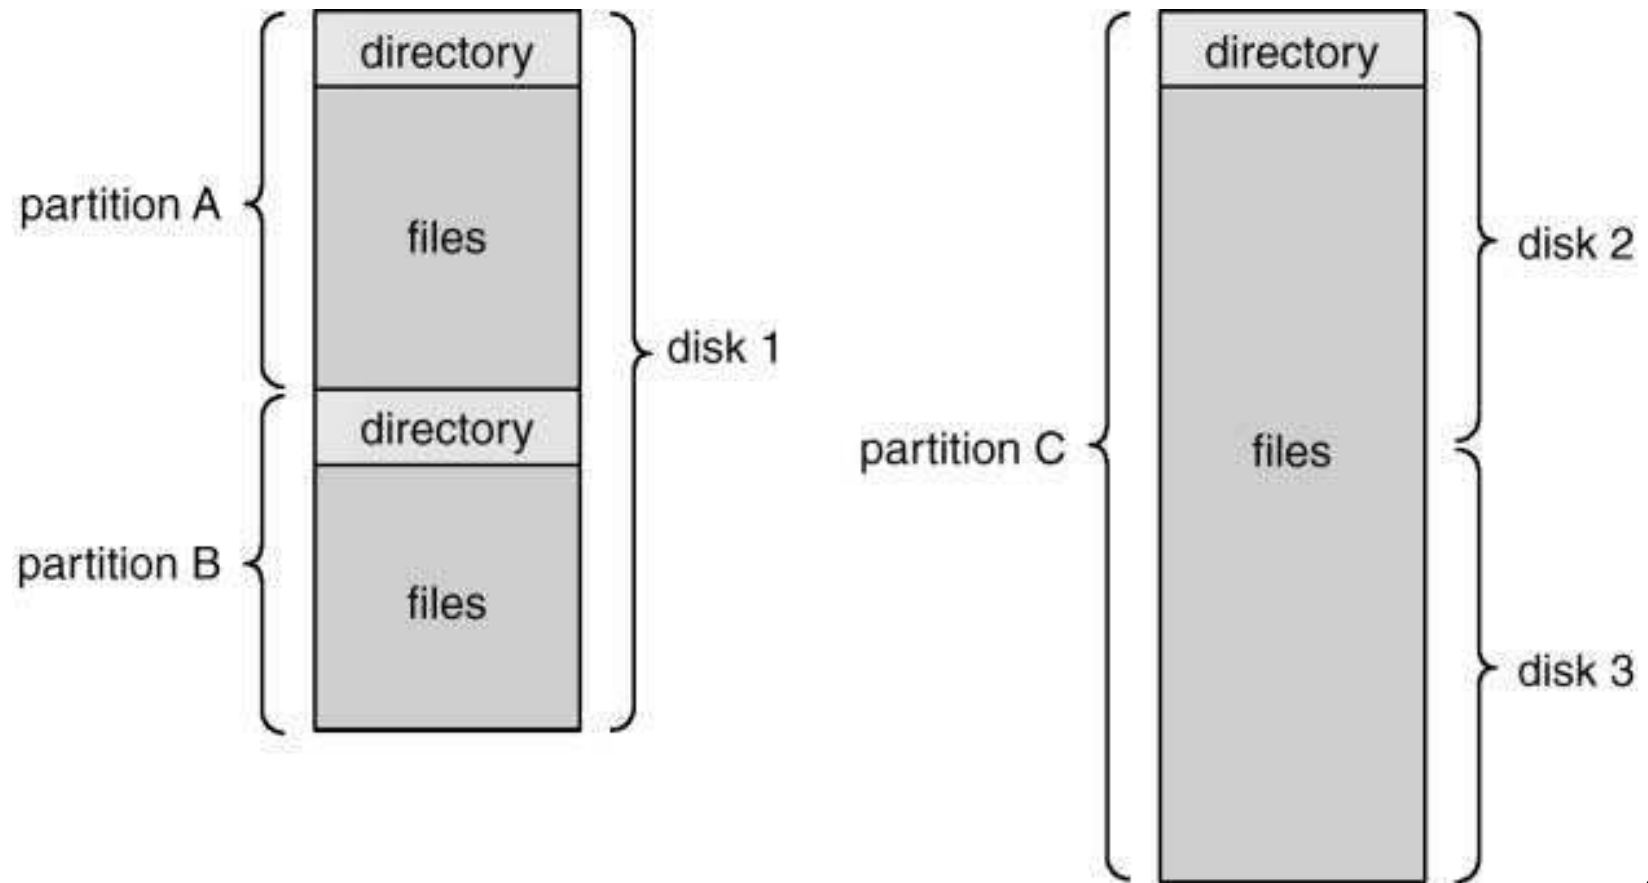 directory
partition A
files
disk 1
directory
partition B
files
directory
disk 2
partition C
files
disk 3